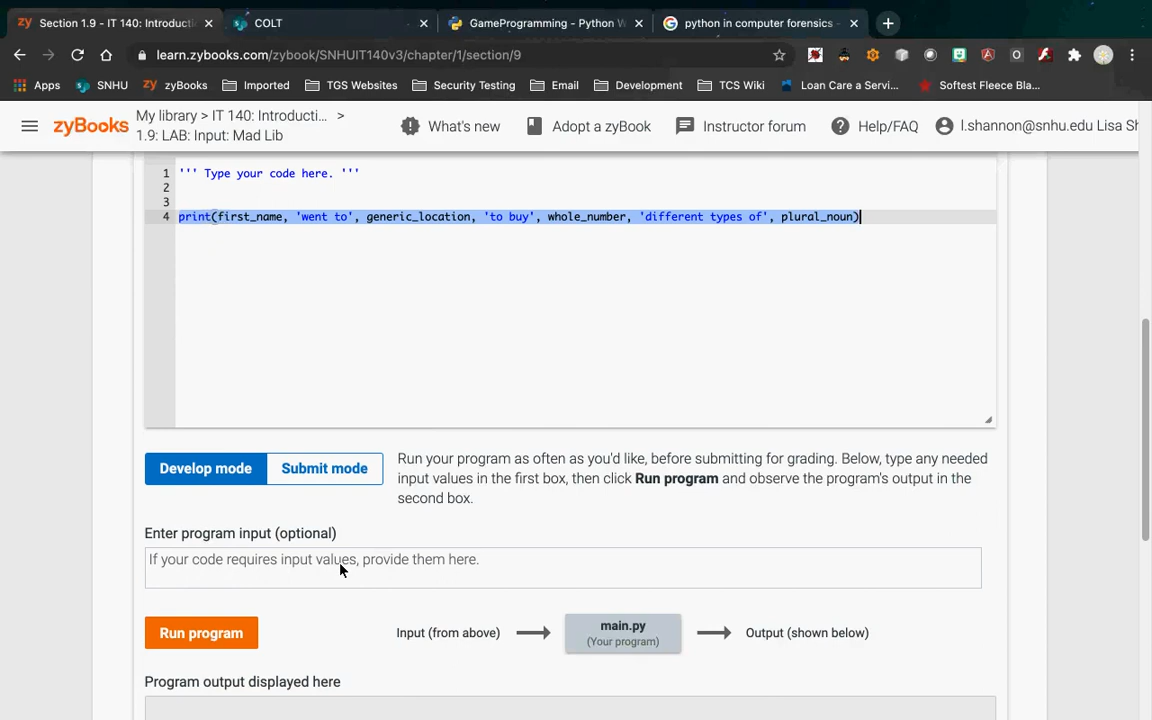 Section 1.9 - IT 140: Introducti
COLT
GameProgramming - Python W
python in computer forensics -
learn.zybooks.com/zybook/SNHUIT140v3/chapter/1/section/9
Apps
SNHU
zyBooks
Imported
TGS Websites
Security Testing
Email
Development
TCS Wiki
Loan Care a Servi...
Softest Fleece Bla...
zyBooks
My library > IT 140: Introducti... >
1.9: LAB: Input: Mad Lib
What's new
Adopt a zyBook
Instructor forum
Help/FAQ
l.shannon@snhu.edu Lisa Sh
1 ''' Type your code here. '''
2
3
4 print(first_name, 'went to', generic_location, 'to buy', whole_number, 'different types of', plural_noun)
Develop mode
Submit mode
Run your program as often as you'd like, before submitting for grading. Below, type any needed
input values in the first box, then click Run program and observe the program's output in the
second box.
Enter program input (optional)
If your code requires input values, provide them here.
Run program
Input (from above)
main.py
(Your program)
Output (shown below)
Program output displayed here